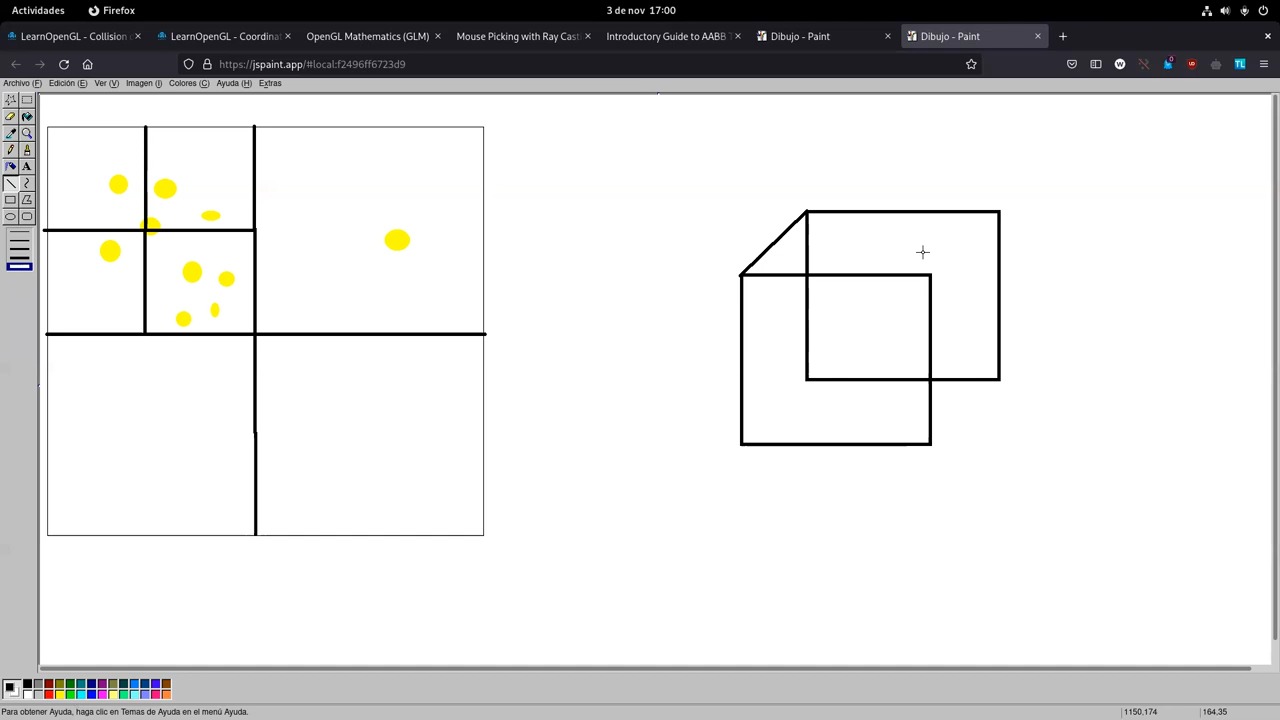 Actividades Firefox 3 de nov 17:00
LearnOpenGL - Collision c LearnOpenGL - Coordinat OpenGL Mathematics (GLM) Mouse Picking with Ray Casti Introductory Guide to AABB T Dibujo - Paint Dibujo - Paint
https://jspaint.app/#local:f2496ff6723d9
Archivo (F) Edición (E) Ver (V) Imagen (I) Colores (C) Ayuda (H) Extras
Para obtener Ayuda, haga clic en Temas de Ayuda en el menú Ayuda. 1150,174 164,35